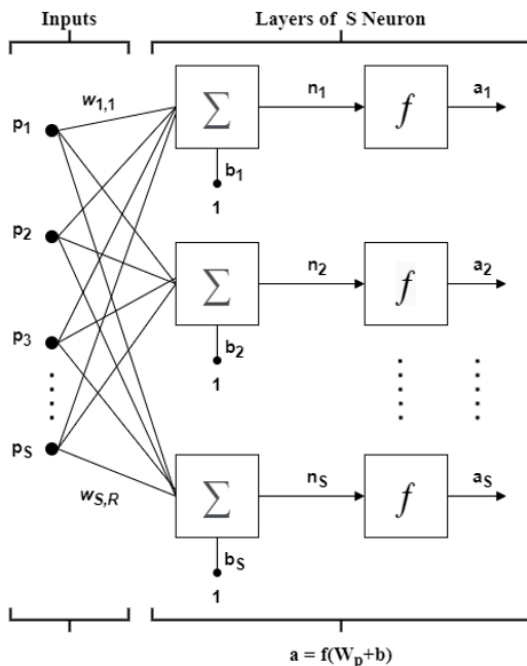 Inputs Layers of S Neuron
w1,1 n1 a1
p1 ∑ f
b1
1
p2 n2 a2
∑ f
p3 b2
1
pS nS aS
wS,R ∑ f
bS
1
a = f(Wp+b)